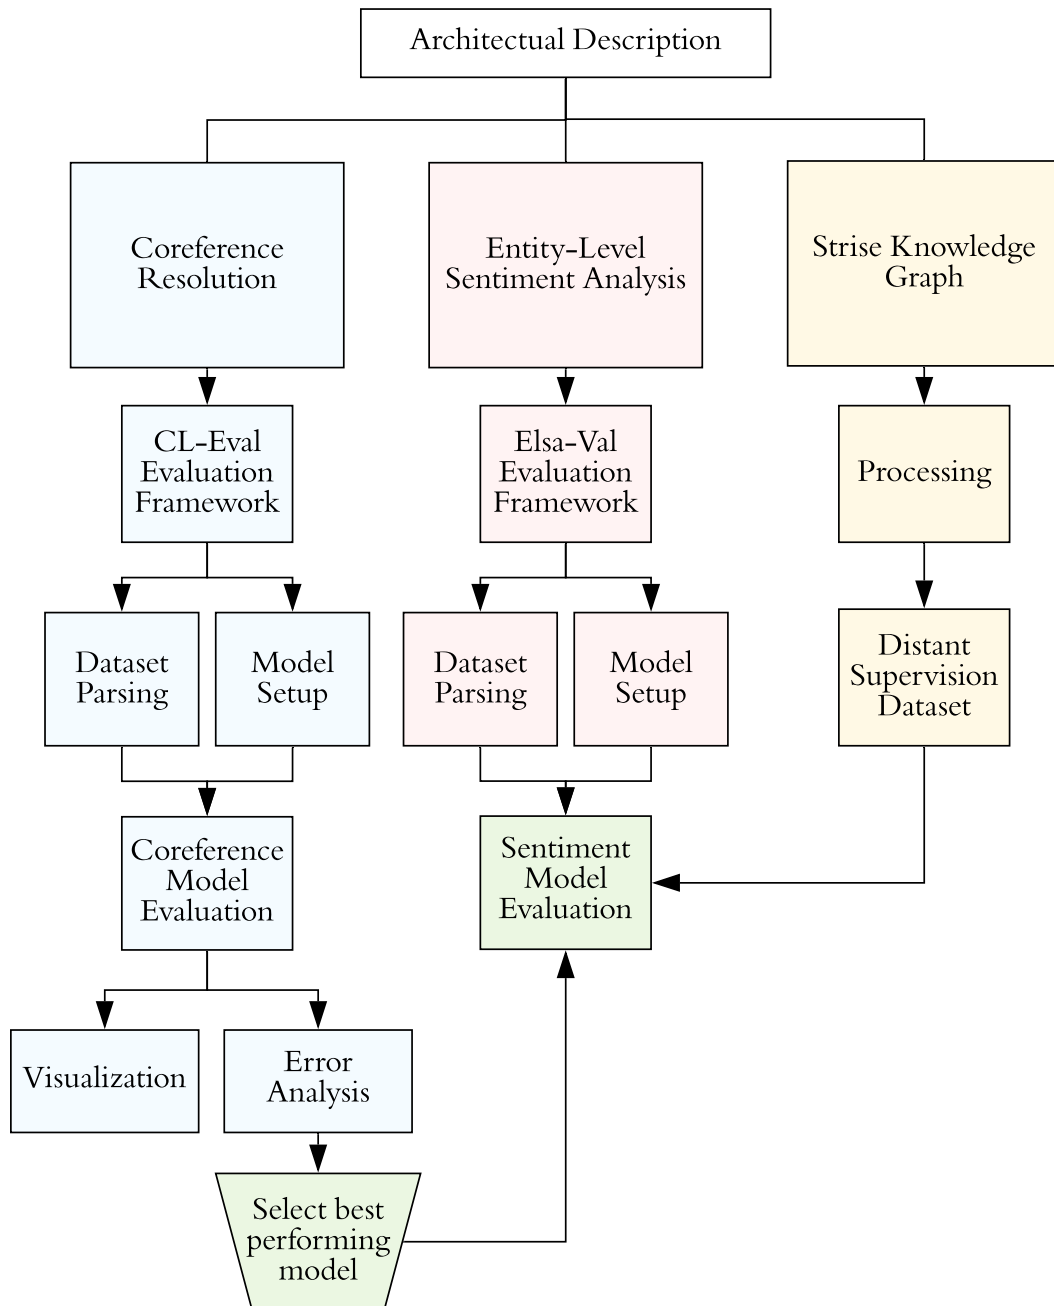 Architectual Description
Coreference
Resolution
Entity-Level
Sentiment Analysis
Strise Knowledge
Graph
CL-Eval
Evaluation
Framework
Elsa-Val
Evaluation
Framework
Processing
Dataset
Parsing
Model
Setup
Dataset
Parsing
Model
Setup
Distant
Supervision
Dataset
Coreference
Model
Evaluation
Sentiment
Model
Evaluation
Visualization
Error
Analysis
Select best
performing
model